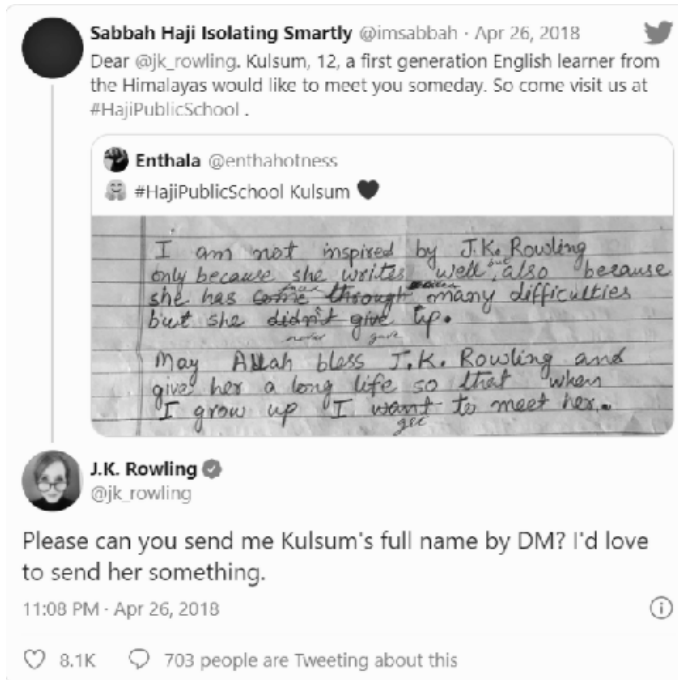 Sabbah Haji Isolating Smartly @imsabbah · Apr 26, 2018
Dear @jk_rowling. Kulsum, 12, a first generation English learner from
the Himalayas would like to meet you someday. So come visit us at
#HajiPublicSchool .
Enthala @enthahotness
#HajiPublicSchool Kulsum
I am not inspired by J.K. Rowling
only because she writes well but also because
she has come through many difficulties
but she didn't give up.
never gave
May Allah bless J.K. Rowling and
give her a long life so that when
I grow up I want to meet her.
get
J.K. Rowling
@jk_rowling
Please can you send me Kulsum's full name by DM? I'd love
to send her something.
11:08 PM · Apr 26, 2018
8.1K 703 people are Tweeting about this